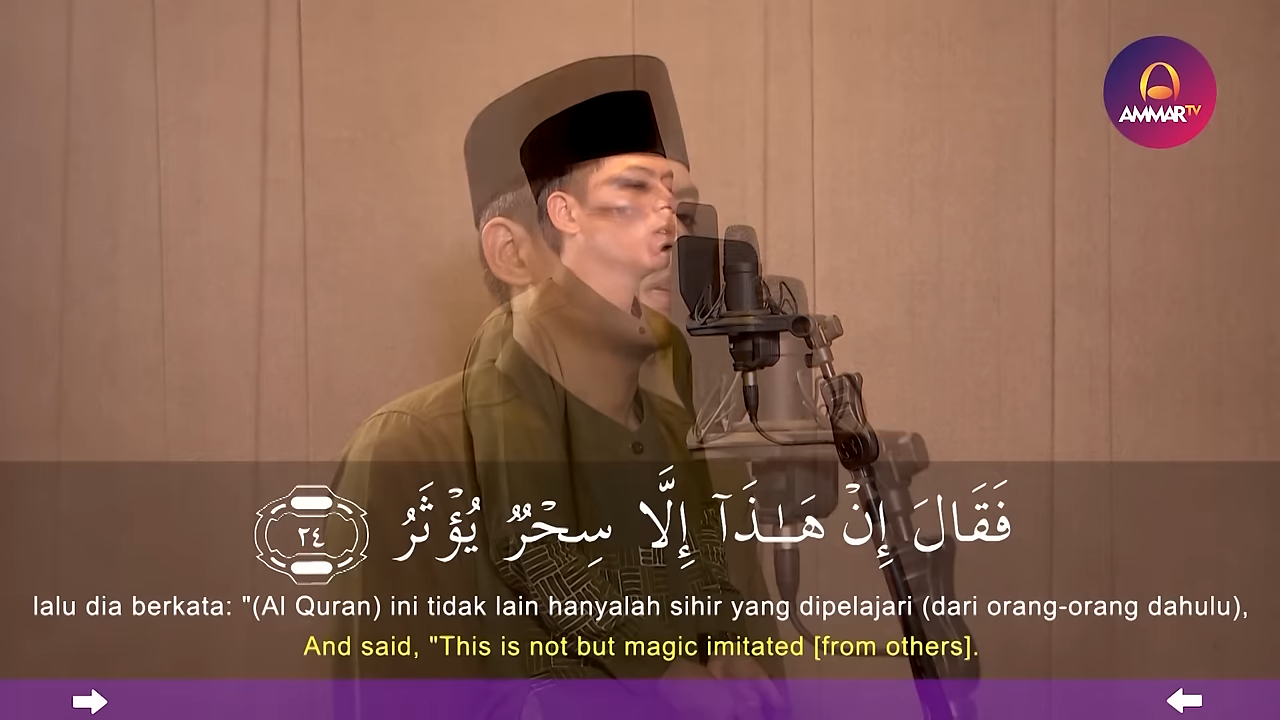 AMMARTV
فَقَالَ إِنْ هَـٰذَآ إِلَّا سِحْرٌ يُؤْثَرُ ٢٤
lalu dia berkata: "(Al Quran) ini tidak lain hanyalah sihir yang dipelajari (dari orang-orang dahulu),
And said, "This is not but magic imitated [from others].